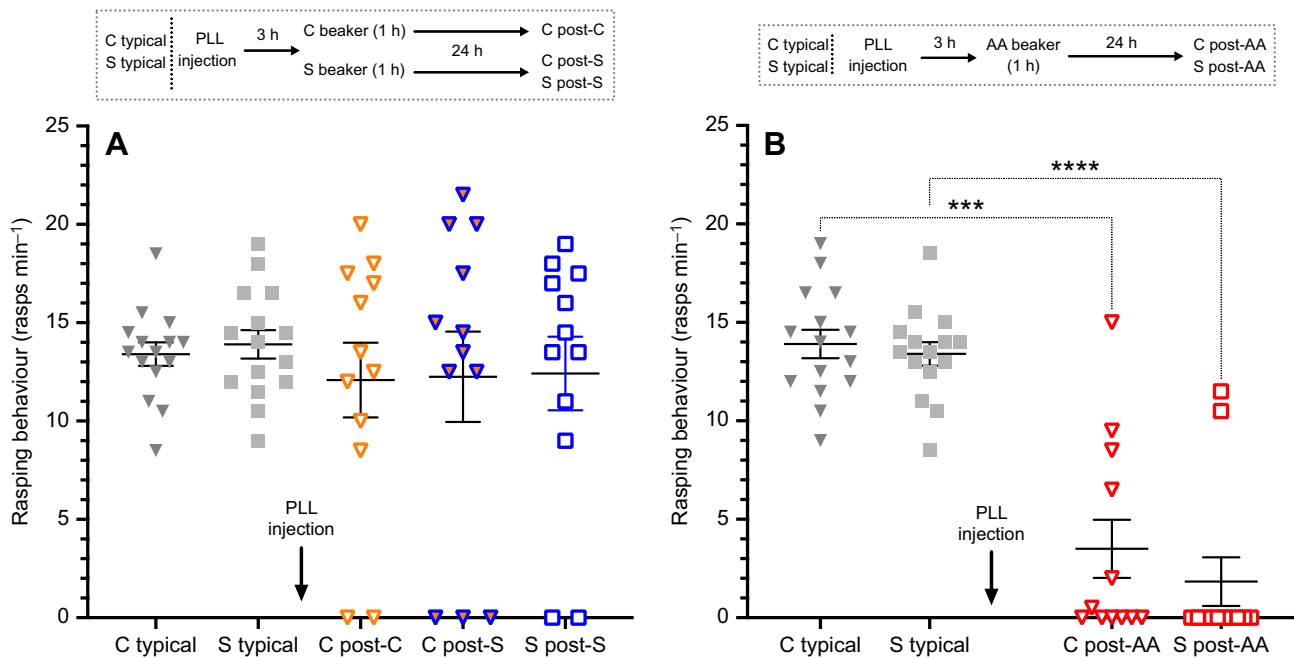 C typical
S typical
PLL
injection
3 h
C beaker (1 h)
S beaker (1 h)
24 h
C post-C
C post-S
S post-S
C typical
S typical
PLL
injection
3 h
AA beaker
(1 h)
24 h
C post-AA
S post-AA
A
Rasping behaviour (rasps min–1)
25
20
15
10
5
0
PLL
injection
C typical
S typical
C post-C
C post-S
S post-S
B
Rasping behaviour (rasps min–1)
25
20
15
10
5
0
****
***
PLL
injection
C typical
S typical
C post-AA
S post-AA